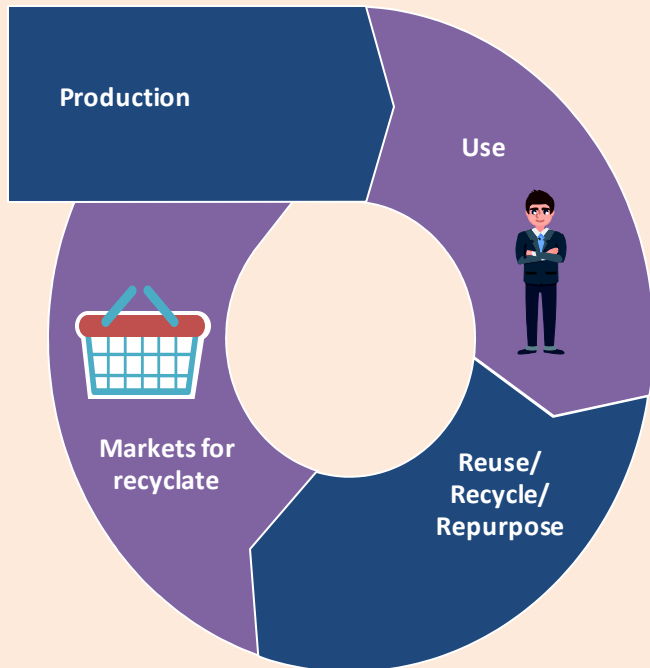 Production
Use
Reuse/
Recycle/
Repurpose
Markets for
recyclate